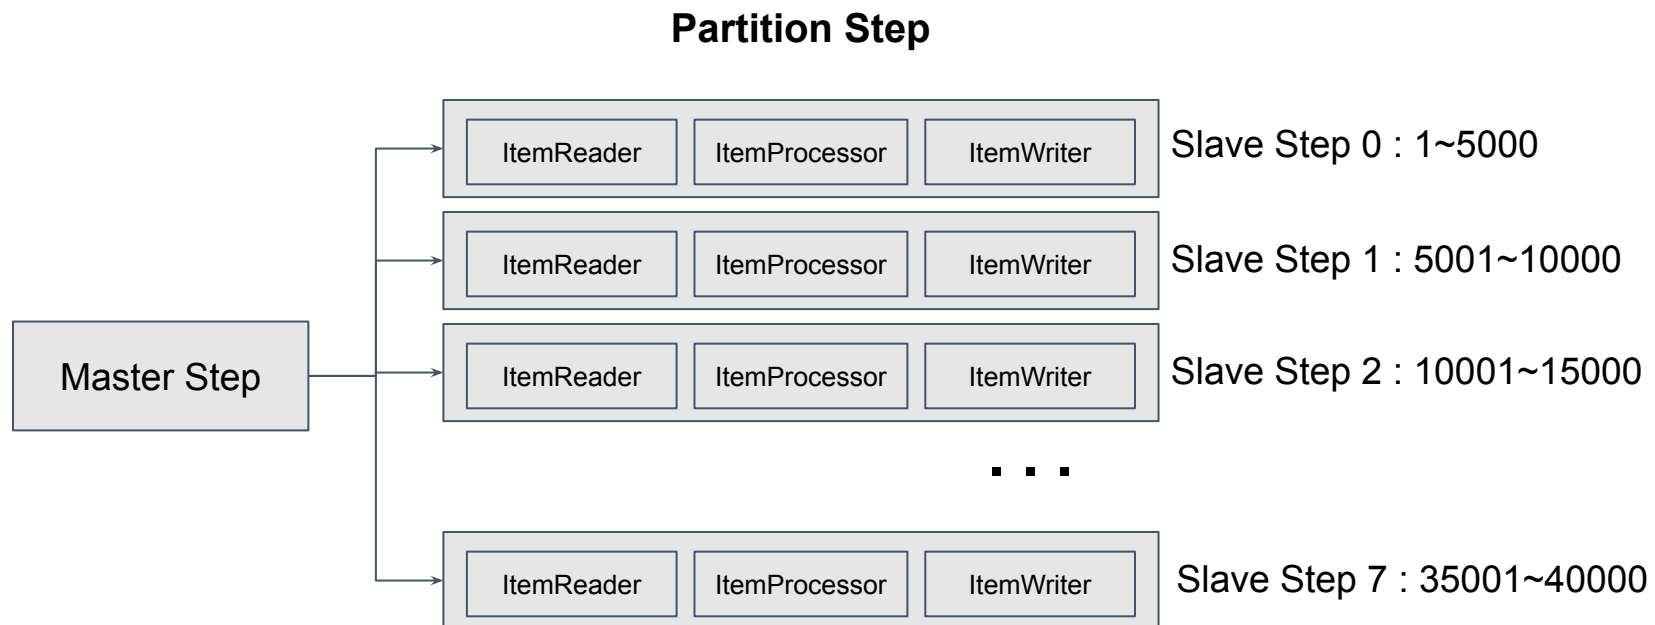 Partition Step
ItemReader ItemProcessor ItemWriter Slave Step 0 : 1~5000
ItemReader ItemProcessor ItemWriter Slave Step 1 : 5001~10000
Master Step
ItemReader ItemProcessor ItemWriter Slave Step 2 : 10001~15000
. . .
ItemReader ItemProcessor ItemWriter Slave Step 7 : 35001~40000